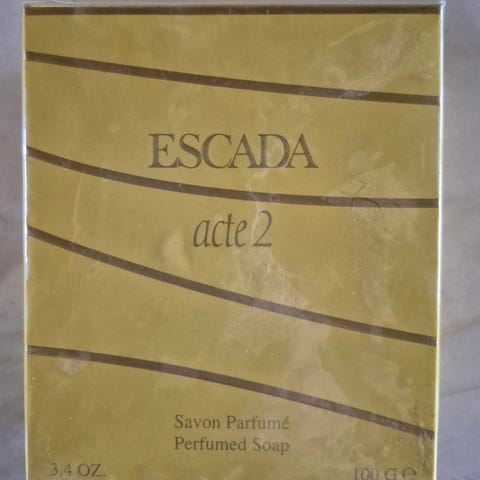 ESCADA
acte 2
Savon Parfumé
Perfumed Soap
3.4 OZ. 100 G ℮